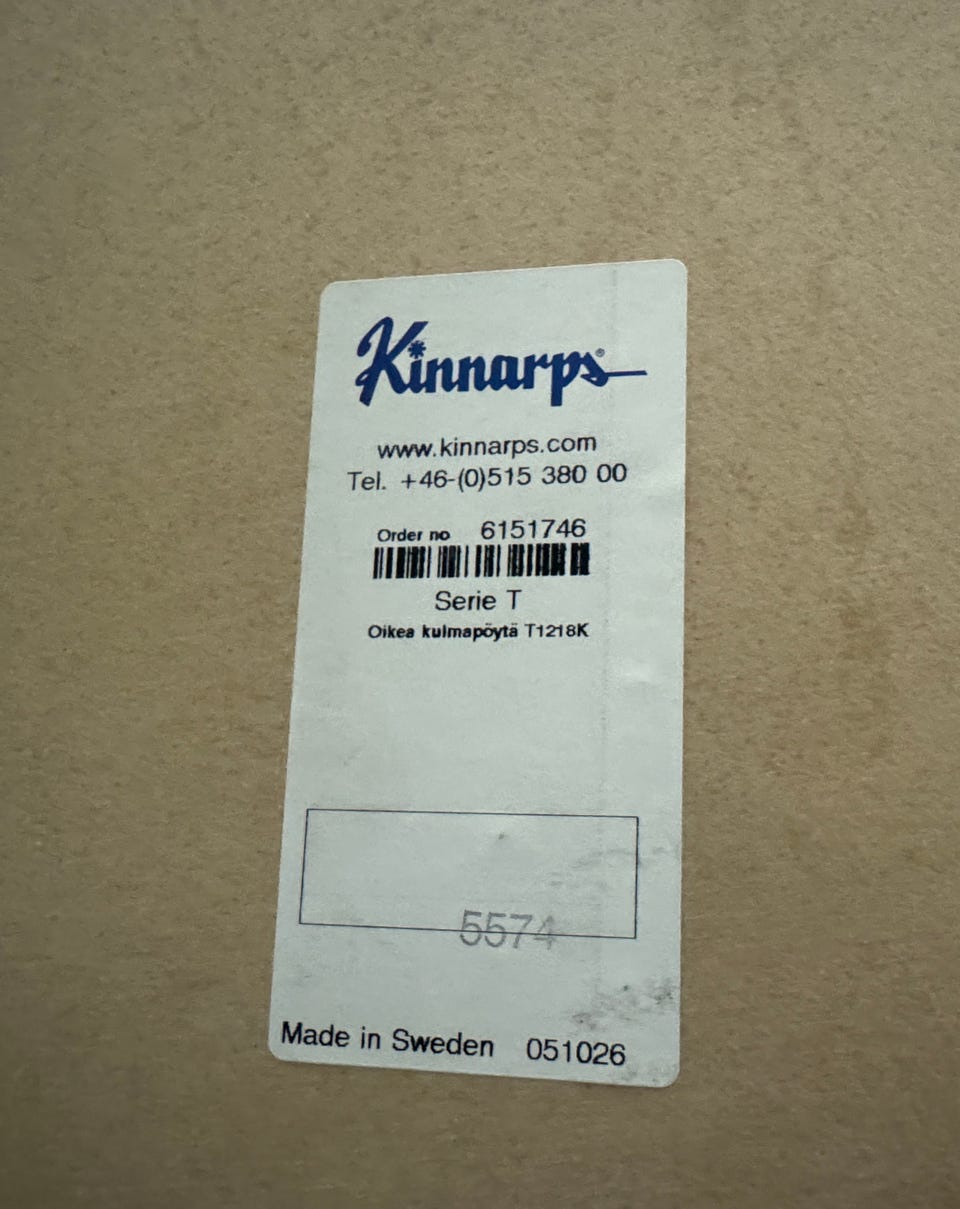 Kinnarps®
www.kinnarps.com
Tel. +46-(0)515 380 00
Order no 6151746
Serie T
Oikea kulmapöytä T1218K
5574
Made in Sweden 051026